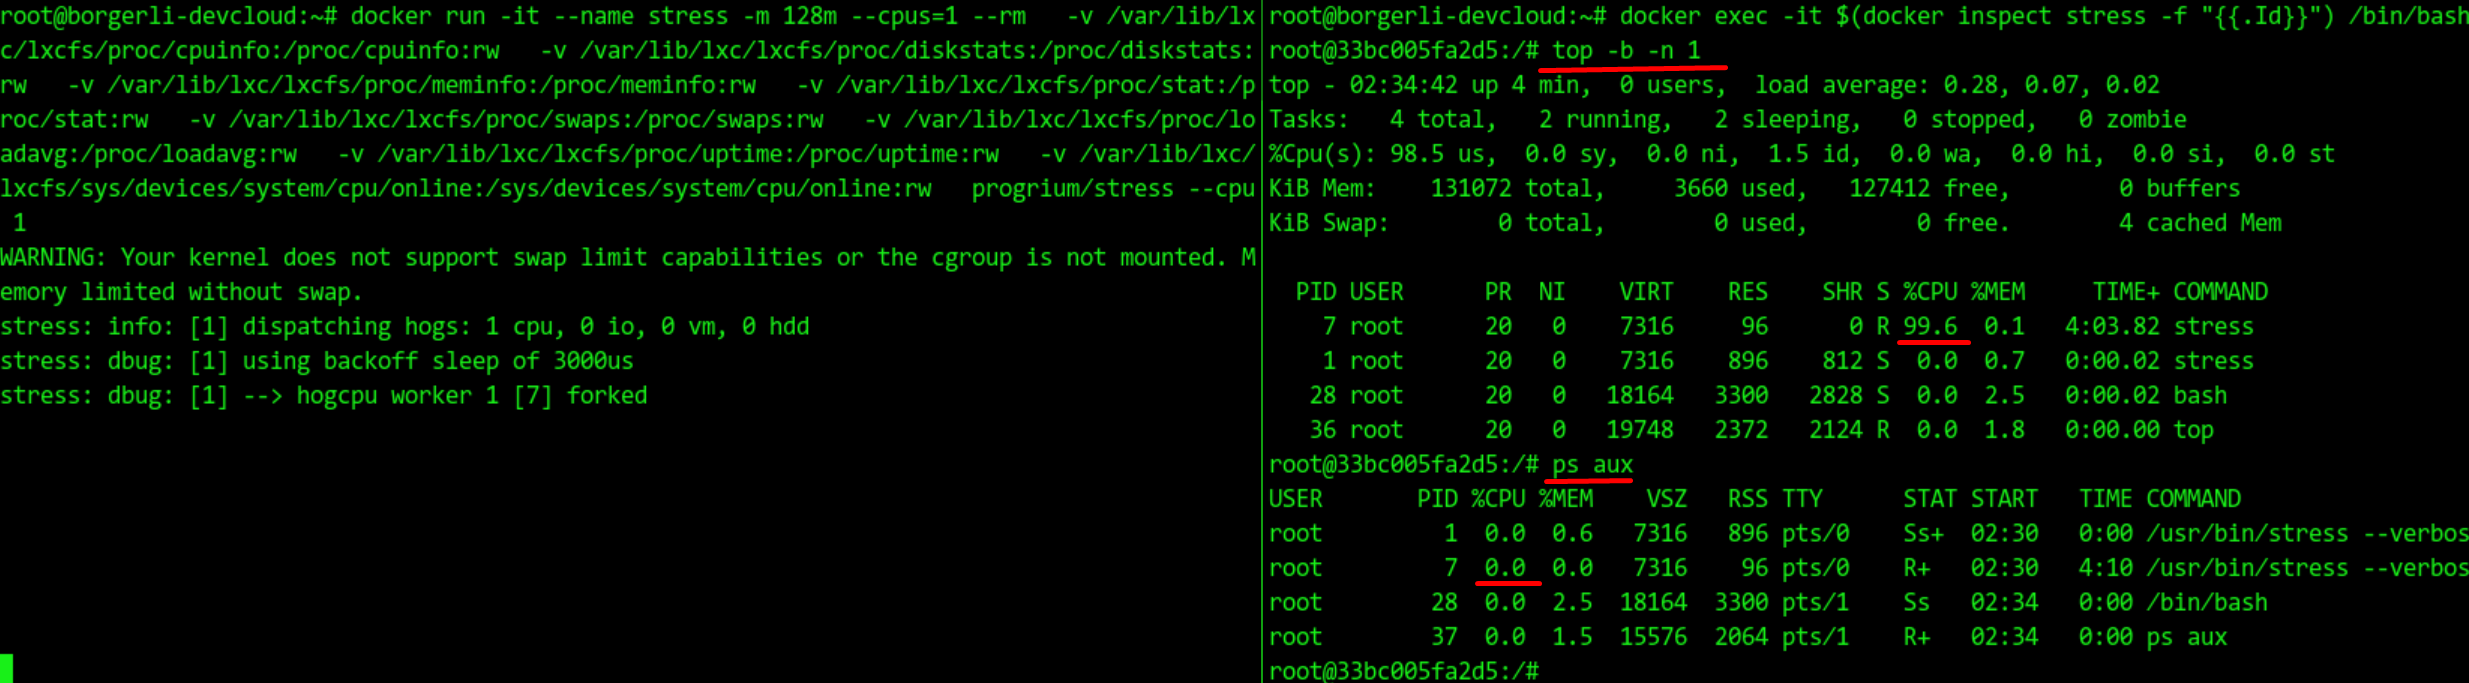 root@borgerli-devcloud:~# docker run -it --name stress -m 128m --cpus=1 --rm   -v /var/lib/lx
c/lxcfs/proc/cpuinfo:/proc/cpuinfo:rw   -v /var/lib/lxc/lxcfs/proc/diskstats:/proc/diskstats:
rw   -v /var/lib/lxc/lxcfs/proc/meminfo:/proc/meminfo:rw   -v /var/lib/lxc/lxcfs/proc/stat:/p
roc/stat:rw   -v /var/lib/lxc/lxcfs/proc/swaps:/proc/swaps:rw   -v /var/lib/lxc/lxcfs/proc/lo
adavg:/proc/loadavg:rw   -v /var/lib/lxc/lxcfs/proc/uptime:/proc/uptime:rw   -v /var/lib/lxc/
lxcfs/sys/devices/system/cpu/online:/sys/devices/system/cpu/online:rw   progrium/stress --cpu
 1
WARNING: Your kernel does not support swap limit capabilities or the cgroup is not mounted. M
emory limited without swap.
stress: info: [1] dispatching hogs: 1 cpu, 0 io, 0 vm, 0 hdd
stress: dbug: [1] using backoff sleep of 3000us
stress: dbug: [1] --> hogcpu worker 1 [7] forked
root@borgerli-devcloud:~# docker exec -it $(docker inspect stress -f "{{.Id}}") /bin/bash
root@33bc005fa2d5:/# top -b -n 1
top - 02:34:42 up 4 min,  0 users,  load average: 0.28, 0.07, 0.02
Tasks:   4 total,   2 running,   2 sleeping,   0 stopped,   0 zombie
%Cpu(s): 98.5 us,  0.0 sy,  0.0 ni,  1.5 id,  0.0 wa,  0.0 hi,  0.0 si,  0.0 st
KiB Mem:    131072 total,     3660 used,   127412 free,        0 buffers
KiB Swap:        0 total,        0 used,        0 free.        4 cached Mem
  PID USER      PR  NI    VIRT    RES    SHR S %CPU %MEM     TIME+ COMMAND
    7 root      20   0    7316     96      0 R 99.6  0.1   4:03.82 stress
    1 root      20   0    7316    896    812 S  0.0  0.7   0:00.02 stress
   28 root      20   0   18164   3300   2828 S  0.0  2.5   0:00.02 bash
   36 root      20   0   19748   2372   2124 R  0.0  1.8   0:00.00 top
root@33bc005fa2d5:/# ps aux
USER       PID %CPU %MEM    VSZ   RSS TTY      STAT START   TIME COMMAND
root         1  0.0  0.6   7316   896 pts/0    Ss+  02:30   0:00 /usr/bin/stress --verbos
root         7  0.0  0.0   7316    96 pts/0    R+   02:30   4:10 /usr/bin/stress --verbos
root        28  0.0  2.5  18164  3300 pts/1    Ss   02:34   0:00 /bin/bash
root        37  0.0  1.5  15576  2064 pts/1    R+   02:34   0:00 ps aux
root@33bc005fa2d5:/#